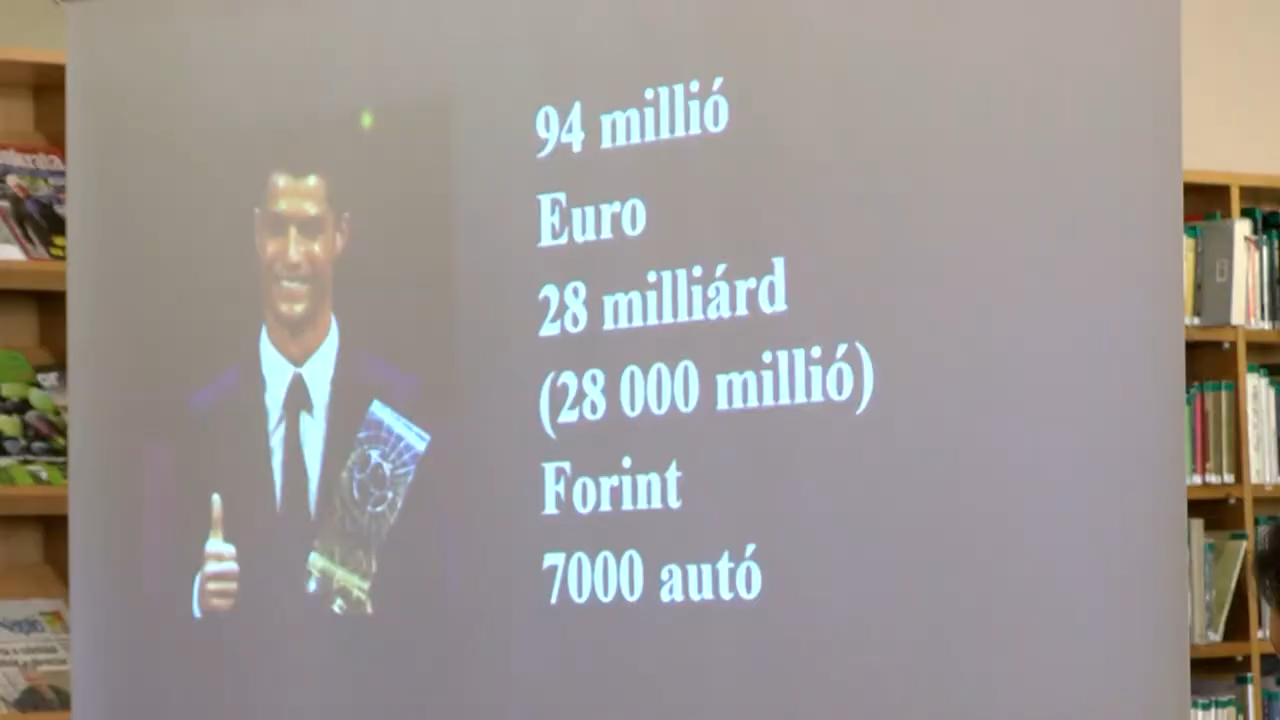 94 millió
Euro
28 milliárd
(28 000 millió)
Forint
7000 autó